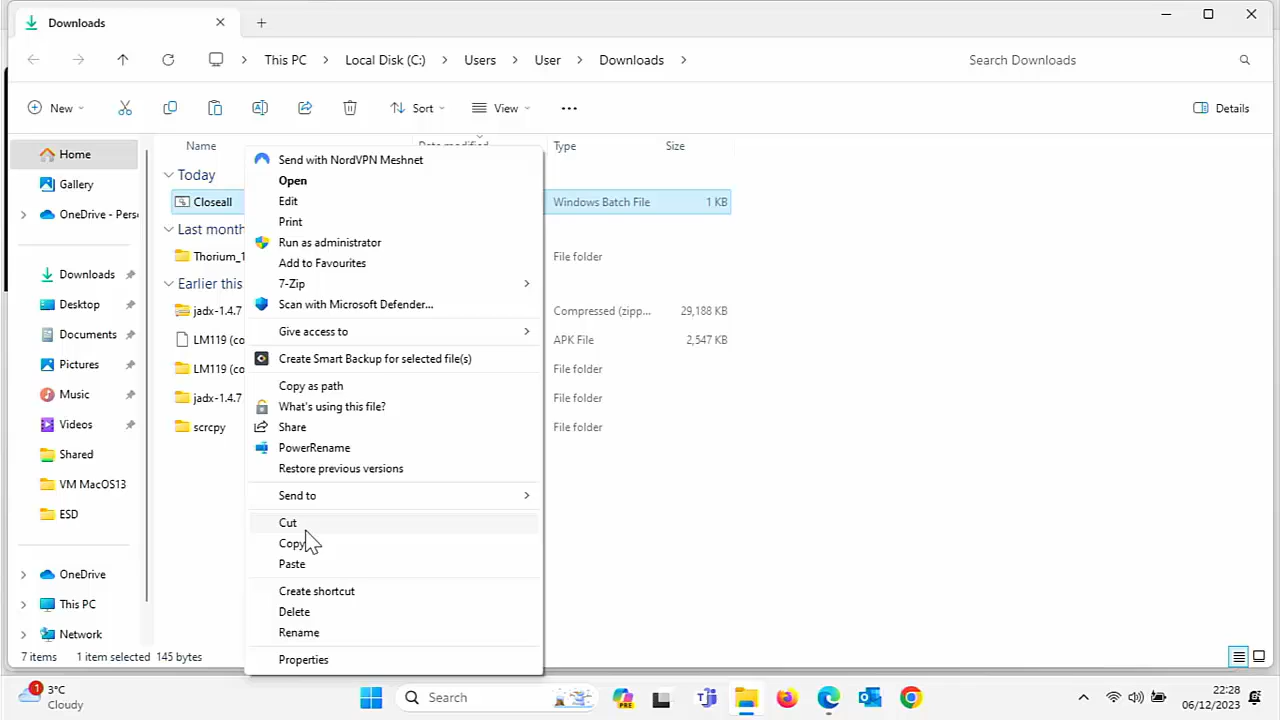 Downloads
This PC
Local Disk (C:)
Users
User
Downloads
Search Downloads
New
Sort
View
Details
Home
Gallery
OneDrive - Pers
Downloads
Desktop
Documents
Pictures
Music
Videos
Shared
VM MacOS13
ESD
OneDrive
This PC
Network
Name
Date modified
Type
Size
Today
Closeall
Windows Batch File
1 KB
Last month
Thorium_1
File folder
Earlier this
jadx-1.4.7
Compressed (zipp...
29,188 KB
LM119 (co
APK File
2,547 KB
LM119 (co
File folder
jadx-1.4.7
File folder
scrcpy
File folder
Send with NordVPN Meshnet
Open
Edit
Print
Run as administrator
Add to Favourites
7-Zip
Scan with Microsoft Defender...
Give access to
Create Smart Backup for selected file(s)
Copy as path
What's using this file?
Share
PowerRename
Restore previous versions
Send to
Cut
Copy
Paste
Create shortcut
Delete
Rename
Properties
7 items
1 item selected 145 bytes
1
3°C
Cloudy
Search
PRE
22:28
06/12/2023